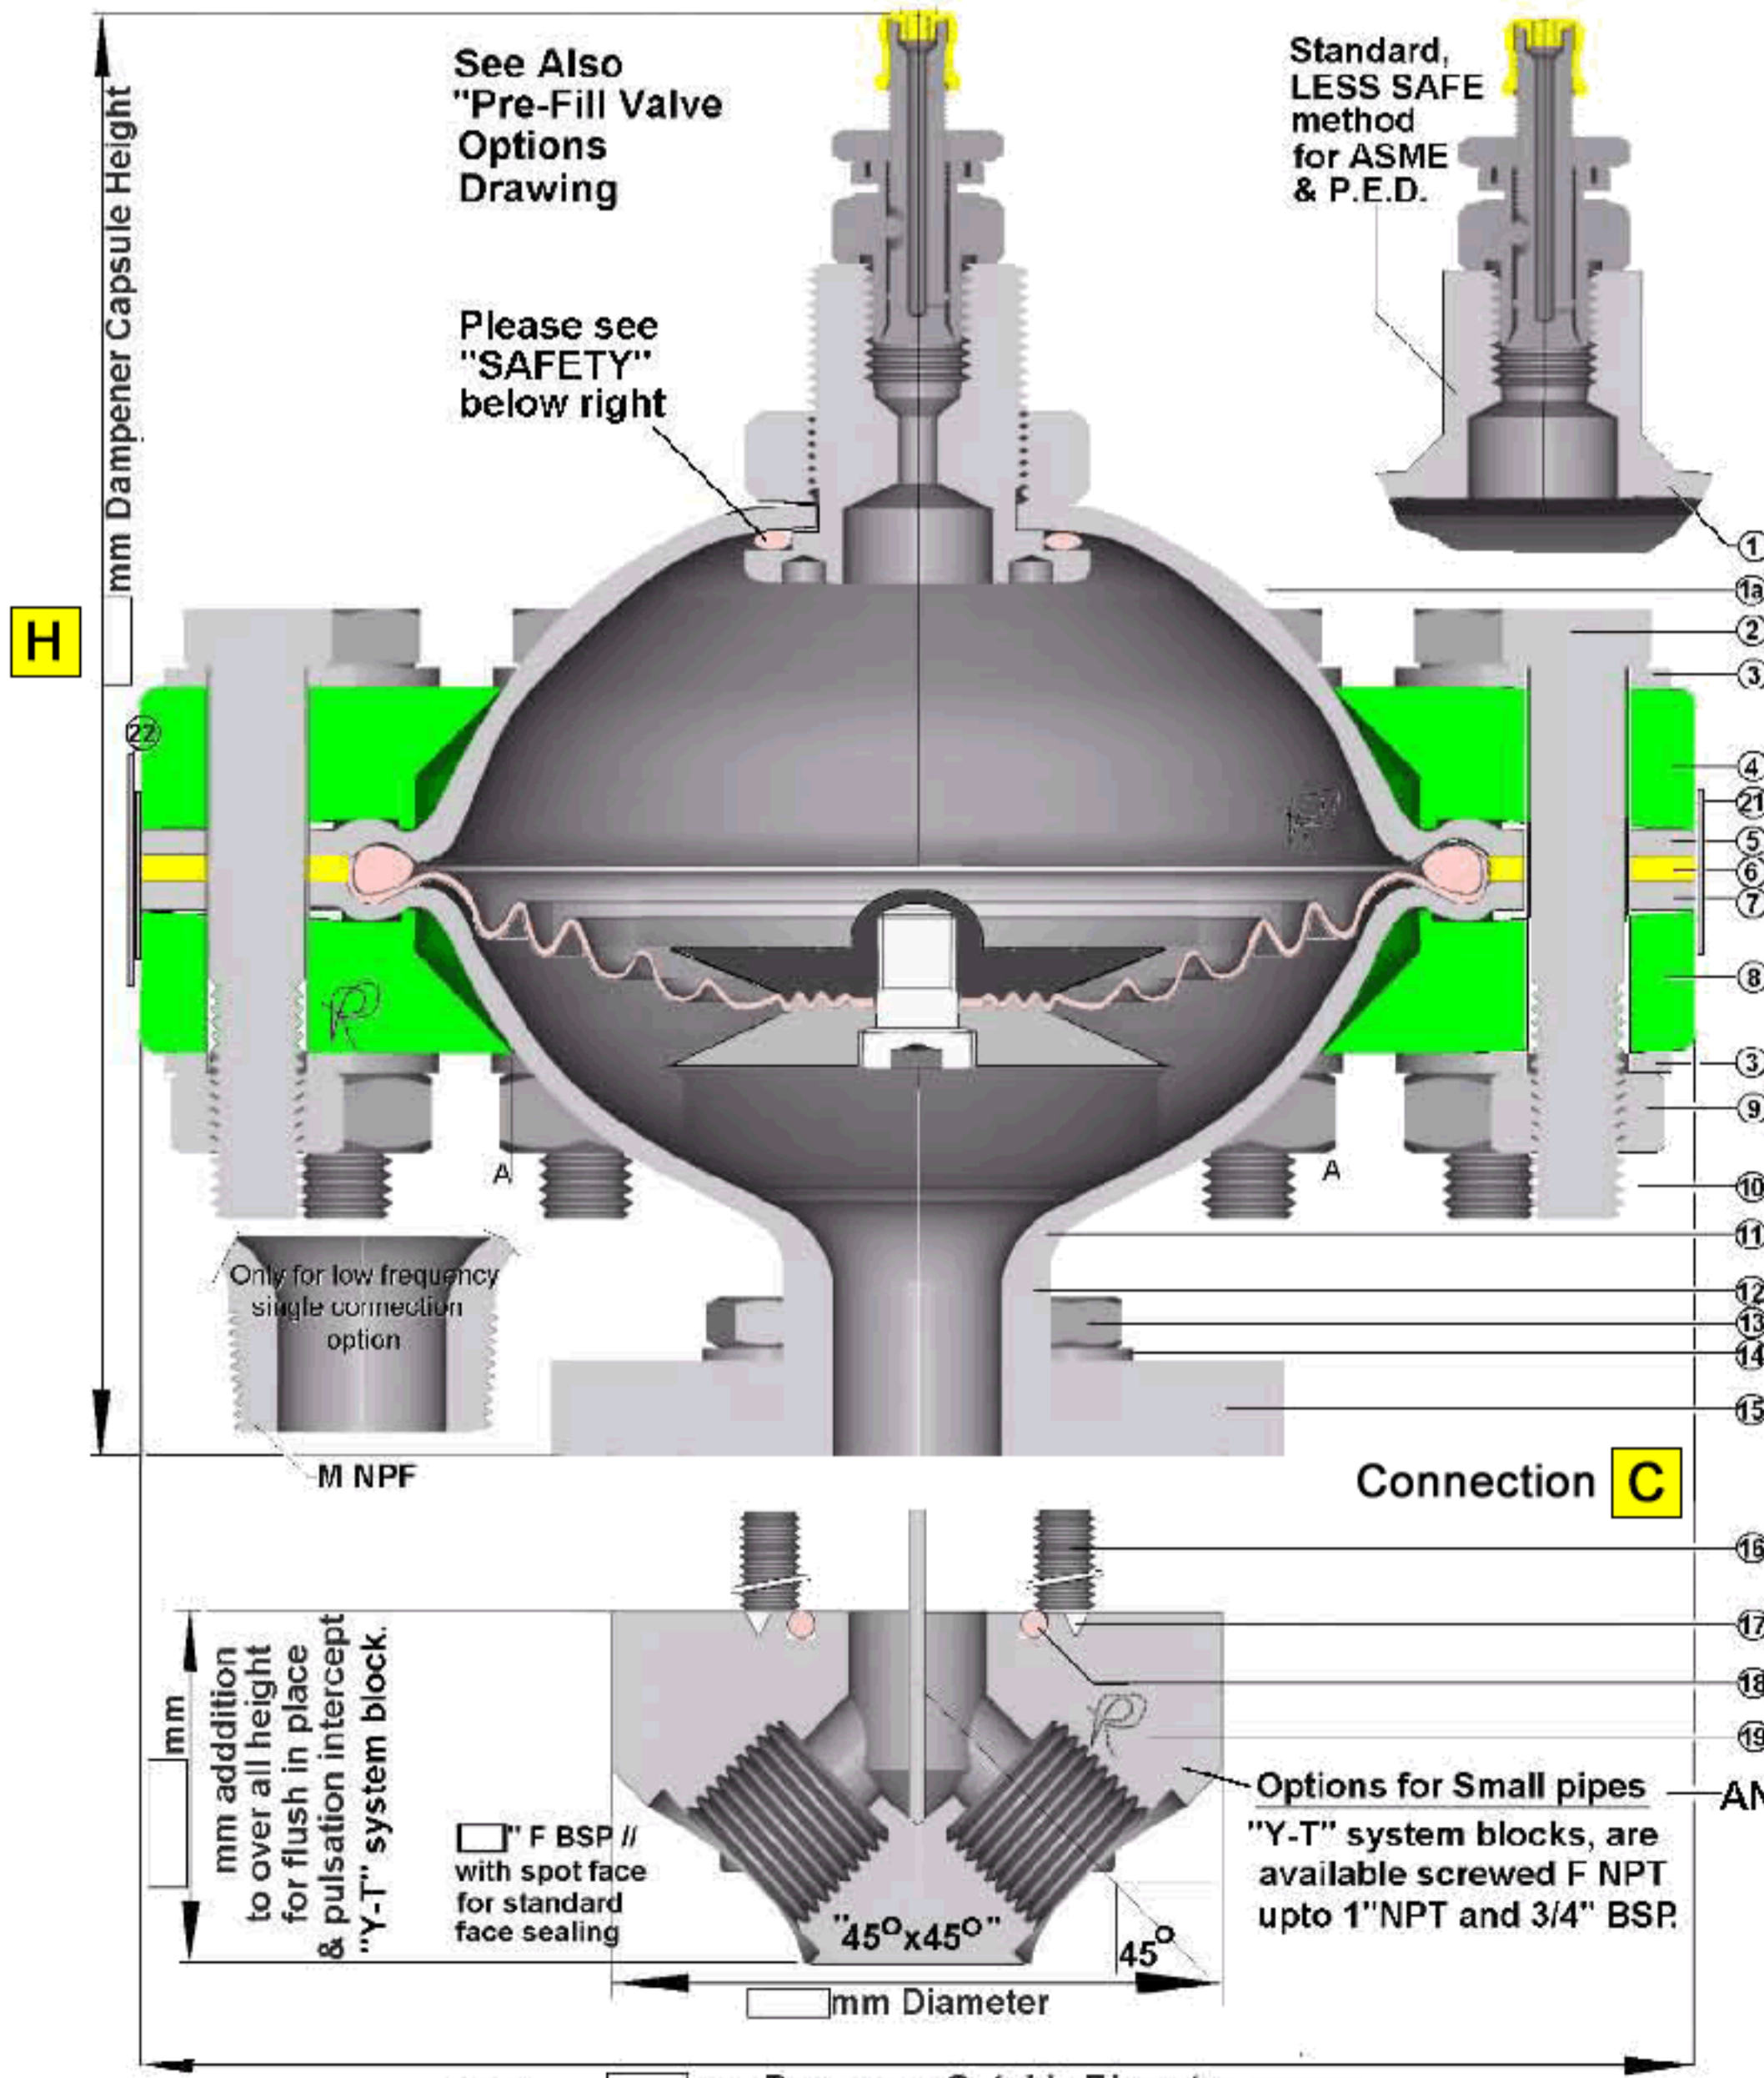 See Also
"Pre-Fill Valve
Options
Drawing
Standard,
LESS SAFE
method
for ASME
& P.E.D.
mm Dampener Capsule Height
Please see
"SAFETY"
below right
H
1
1a
2
3
22
4
21
5
6
7
8
3
9
A
A
10
11
Only for low frequency
single connection
option
12
13
14
15
M NPF
Connection C
16
17
18
19
mm
mm addition
to over all height
for flush in place
& pulsation intercept
"Y-T" system block.
" F BSP //
with spot face
for standard
face sealing
"45°x45°"
45°
Options for Small pipes
AN
"Y-T" system blocks, are
available screwed F NPT
upto 1"NPT and 3/4" BSP.
mm Diameter